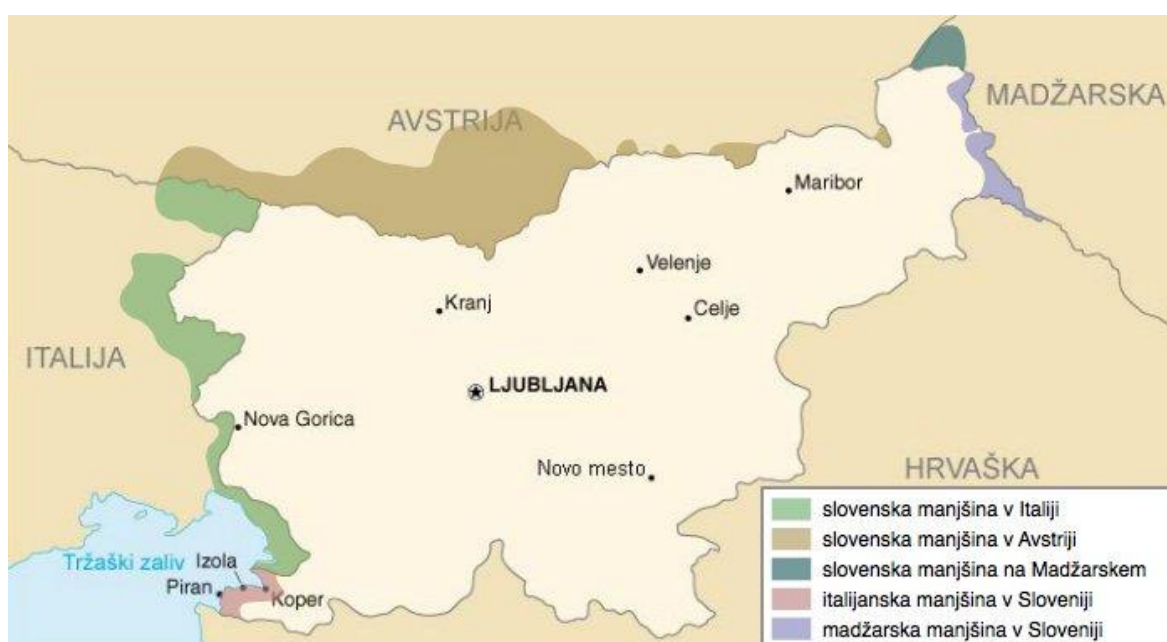 AVSTRIJA
MADŽARSKA
Maribor
Velenje
Kranj
Celje
ITALIJA
LJUBLJANA
Nova Gorica
Novo mesto
HRVAŠKA
Tržaški zaliv
Izola
Piran
Koper
slovenska manjšina v Italiji
slovenska manjšina v Avstriji
slovenska manjšina na Madžarskem
italijanska manjšina v Sloveniji
madžarska manjšina v Sloveniji